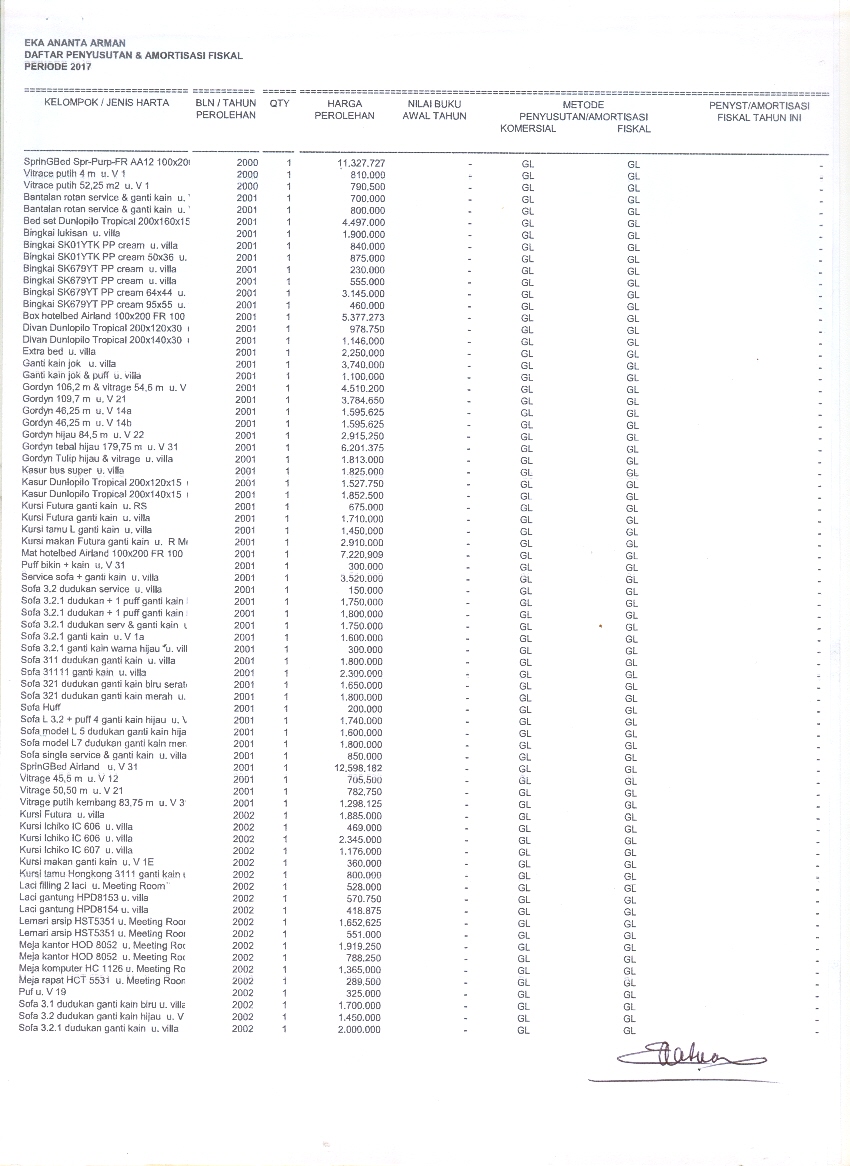 EKA ANANTA ARMAN
DAFTAR PENYUSUTAN & AMORTISASI FISKAL
PERIODE 2017
KELOMPOK / JENIS HARTA BLN / TAHUN QTY HARGA NILAI BUKU METODE PENYST/AMORTISASI
PEROLEHAN PEROLEHAN AWAL TAHUN PENYUSUTAN/AMORTISASI FISKAL TAHUN INI
KOMERSIAL FISKAL
SprinGBed Spr-Purp-FR AA12 100x20 2000 1 11.327.727 - GL GL -
Vitrace putih 4 m u. V 1 2000 1 810.000 - GL GL -
Vitrace putih 52,25 m2 u. V 1 2000 1 790.500 - GL GL -
Bantalan rotan service & ganti kain u. 2001 1 700.000 - GL GL -
Bantalan rotan service & ganti kain u. 2001 1 800.000 - GL GL -
Bed set Dunlopilo Tropical 200x160x15 2001 1 4.497.000 - GL GL -
Bingkai lukisan u. villa 2001 1 1.900.000 - GL GL -
Bingkai SK01YTK PP cream u. villa 2001 1 840.000 - GL GL -
Bingkai SK01YTK PP cream 50x36 u. 2001 1 875.000 - GL GL -
Bingkai SK679YT PP cream u. villa 2001 1 230.000 - GL GL -
Bingkai SK679YT PP cream u. villa 2001 1 555.000 - GL GL -
Bingkai SK679YT PP cream 64x44 u. 2001 1 3.145.000 - GL GL -
Bingkai SK679YT PP cream 95x55 u. 2001 1 460.000 - GL GL -
Box hotelbed Airland 100x200 FR 100 2001 1 5.377.273 - GL GL -
Divan Dunlopilo Tropical 200x120x30 2001 1 978.750 - GL GL -
Divan Dunlopilo Tropical 200x140x30 2001 1 1.146.000 - GL GL -
Extra bed u. villa 2001 1 2.250.000 - GL GL -
Ganti kain jok u. villa 2001 1 3.740.000 - GL GL -
Ganti kain jok & puff u. villa 2001 1 1.100.000 - GL GL -
Gordyn 106,2 m & vitrage 54,6 m u. V 2001 1 4.510.200 - GL GL -
Gordyn 109,7 m u. V 21 2001 1 3.784.650 - GL GL -
Gordyn 46,25 m u. V 14a 2001 1 1.595.625 - GL GL -
Gordyn 46,25 m u. V 14b 2001 1 1.595.625 - GL GL -
Gordyn hijau 84,5 m u. V 22 2001 1 2.915.250 - GL GL -
Gordyn tebal hijau 179,75 m u. V 31 2001 1 6.201.375 - GL GL -
Gordyn Tulip hijau & vitrage u. villa 2001 1 1.813.000 - GL GL -
Kasur bus super u. villa 2001 1 1.825.000 - GL GL -
Kasur Dunlopilo Tropical 200x120x15 2001 1 1.527.750 - GL GL -
Kasur Dunlopilo Tropical 200x140x15 2001 1 1.852.500 - GL GL -
Kursi Futura ganti kain u. RS 2001 1 675.000 - GL GL -
Kursi Futura ganti kain u. villa 2001 1 1.710.000 - GL GL -
Kursi tamu L ganti kain u. villa 2001 1 1.450.000 - GL GL -
Kursi makan Futura ganti kain u. R Me 2001 1 2.910.000 - GL GL -
Mat hotelbed Airland 100x200 FR 100 2001 1 7.220.909 - GL GL -
Puff bikin + kain u. V 31 2001 1 300.000 - GL GL -
Service sofa + ganti kain u. villa 2001 1 3.520.000 - GL GL -
Sofa 3.2 dudukan service u. villa 2001 1 150.000 - GL GL -
Sofa 3.2.1 dudukan + 1 puff ganti kain 2001 1 1.750.000 - GL GL -
Sofa 3.2.1 dudukan + 1 puff ganti kain 2001 1 1.800.000 - GL GL -
Sofa 3.2.1 dudukan serv & ganti kain u 2001 1 1.750.000 - GL GL -
Sofa 3.2.1 ganti kain u. V 1a 2001 1 1.600.000 - GL GL -
Sofa 3.2.1 ganti kain warna hijau u. vill 2001 1 300.000 - GL GL -
Sofa 311 dudukan ganti kain u. villa 2001 1 1.800.000 - GL GL -
Sofa 31111 ganti kain u. villa 2001 1 2.300.000 - GL GL -
Sofa 321 dudukan ganti kain biru serat 2001 1 1.650.000 - GL GL -
Sofa 321 dudukan ganti kain merah u. 2001 1 1.800.000 - GL GL -
Sofa Huff 2001 1 200.000 - GL GL -
Sofa L 3.2 + puff 4 ganti kain hijau u. V 2001 1 1.740.000 - GL GL -
Sofa model L 5 dudukan ganti kain hija 2001 1 1.600.000 - GL GL -
Sofa model L7 dudukan ganti kain mer 2001 1 1.800.000 - GL GL -
Sofa single service & ganti kain u. villa 2001 1 850.000 - GL GL -
SprinGBed Airland u. V 31 2001 1 12.598.182 - GL GL -
Vitrage 45,5 m u. V 12 2001 1 705.500 - GL GL -
Vitrage 50,50 m u. V 21 2001 1 782.750 - GL GL -
Vitrage putih kembang 83,75 m u. V 3 2001 1 1.298.125 - GL GL -
Kursi Futura u. villa 2002 1 1.885.000 - GL GL -
Kursi Ichiko IC 606 u. villa 2002 1 469.000 - GL GL -
Kursi Ichiko IC 606 u. villa 2002 1 2.345.000 - GL GL -
Kursi Ichiko IC 607 u. villa 2002 1 1.176.000 - GL GL -
Kursi makan ganti kain u. V 1E 2002 1 360.000 - GL GL -
Kursi tamu Hongkong 3111 ganti kain u 2002 1 800.000 - GL GL -
Laci filling 2 laci u. Meeting Room 2002 1 528.000 - GL GL -
Laci gantung HPD8153 u. villa 2002 1 570.750 - GL GL -
Laci gantung HPD8154 u. villa 2002 1 418.875 - GL GL -
Lemari arsip HST5351 u. Meeting Roor 2002 1 1.652.625 - GL GL -
Lemari arsip HST5351 u. Meeting Roor 2002 1 551.000 - GL GL -
Meja kantor HOD 8052 u. Meeting Roc 2002 1 1.919.250 - GL GL -
Meja kantor HOD 8052 u. Meeting Roc 2002 1 788.250 - GL GL -
Meja komputer HC 1126 u. Meeting Ro 2002 1 1.365.000 - GL GL -
Meja rapat HCT 5531 u. Meeting Room 2002 1 289.500 - GL GL -
Puf u. V 19 2002 1 325.000 - GL GL -
Sofa 3.1 dudukan ganti kain biru u. villa 2002 1 1.700.000 - GL GL -
Sofa 3.2 dudukan ganti kain hijau u. V 2002 1 1.450.000 - GL GL -
Sofa 3.2.1 dudukan ganti kain u. villa 2002 1 2.000.000 - GL GL -